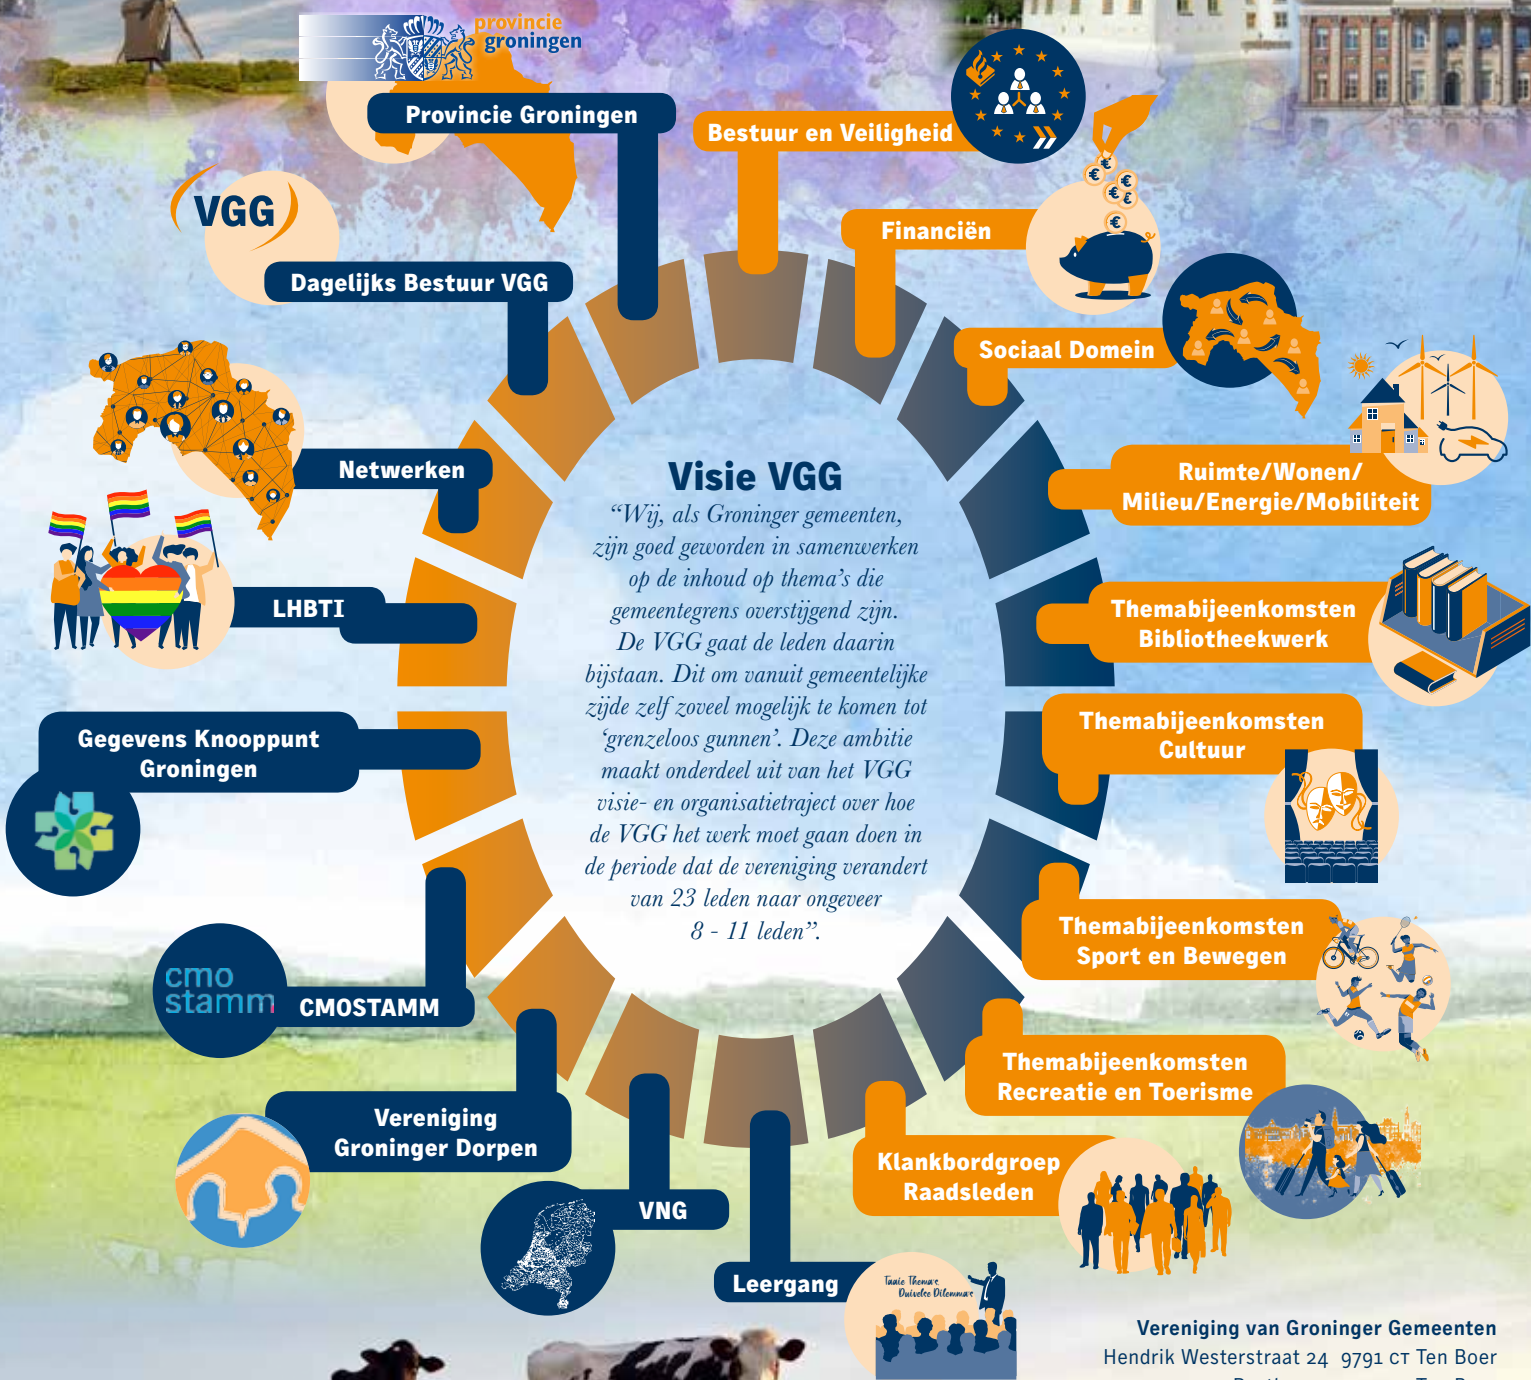 provincie
groningen
Provincie Groningen
Bestuur en Veiligheid
VGG
Financiën
Dagelijks Bestuur VGG
Sociaal Domein
Netwerken
Ruimte/Wonen/
Milieu/Energie/Mobiliteit
Visie VGG
“Wij, als Groninger gemeenten,
zijn goed geworden in samenwerken
op de inhoud op thema’s die
gemeentegrens overstijgend zijn.
De VGG gaat de leden daarin
bijstaan. Dit om vanuit gemeentelijke
zijde zelf zoveel mogelijk te komen tot
‘grenzeloos gunnen’. Deze ambitie
maakt onderdeel uit van het VGG
visie- en organisatietraject over hoe
de VGG het werk moet gaan doen in
de periode dat de vereniging verandert
van 23 leden naar ongeveer
8 - 11 leden”.
LHBTI
Themabijeenkomsten
Bibliotheekwerk
Gegevens Knooppunt
Groningen
Themabijeenkomsten
Cultuur
Themabijeenkomsten
Sport en Bewegen
cmo
stamm
CMOSTAMM
Themabijeenkomsten
Recreatie en Toerisme
Vereniging
Groninger Dorpen
Klankbordgroep
Raadsleden
VNG
Leergang
Taaie Thema's
Duivelse Dilemma's
Vereniging van Groninger Gemeenten
Hendrik Westerstraat 24 9791 CT Ten Boer